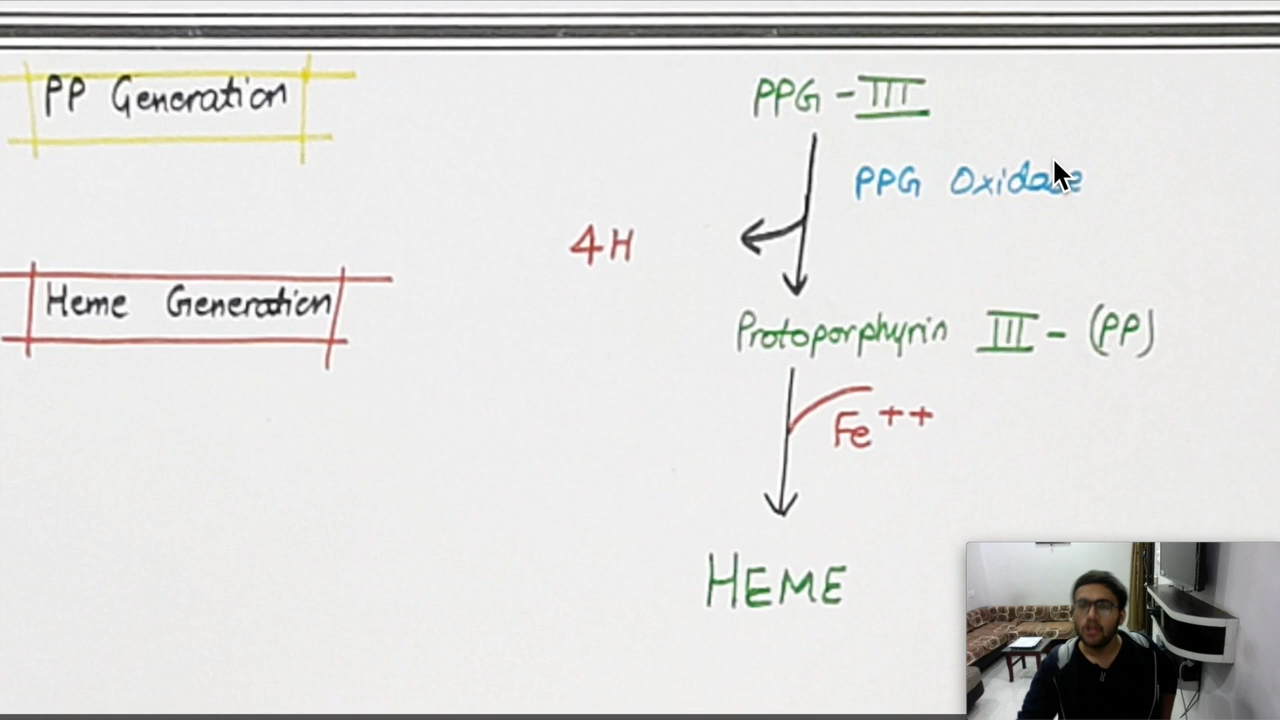 PP Generation
PPG - III
PPG Oxidase
4H
Heme Generation
Protoporphyrin III - (PP)
Fe ++
HEME